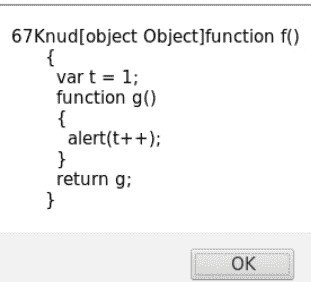 67Knud[object Object]function f()
{
var t = 1;
function g()
{
alert(t++);
}
return g;
}
OK